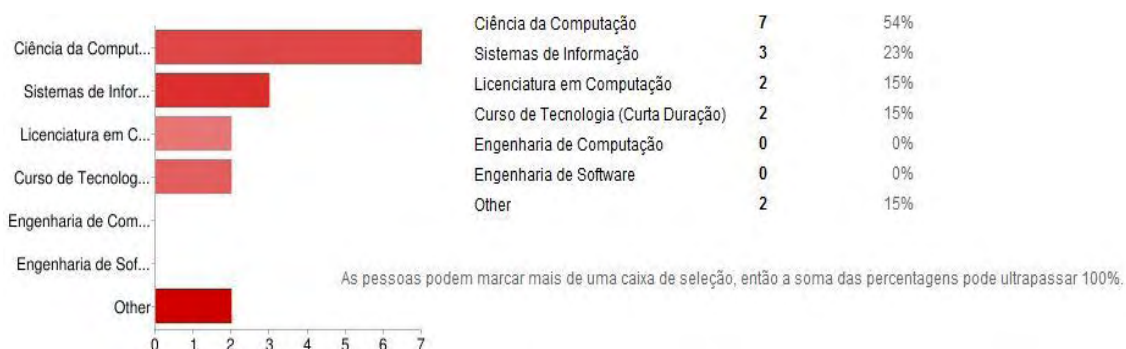 Ciência da Comput...
Sistemas de Infor...
Licenciatura em C...
Curso de Tecnolog...
Engenharia de Com...
Engenharia de Sof...
Other
0 1 2 3 4 5 6 7
Ciência da Computação 7 54%
Sistemas de Informação 3 23%
Licenciatura em Computação 2 15%
Curso de Tecnologia (Curta Duração) 2 15%
Engenharia de Computação 0 0%
Engenharia de Software 0 0%
Other 2 15%
As pessoas podem marcar mais de uma caixa de seleção, então a soma das percentagens pode ultrapassar 100%.